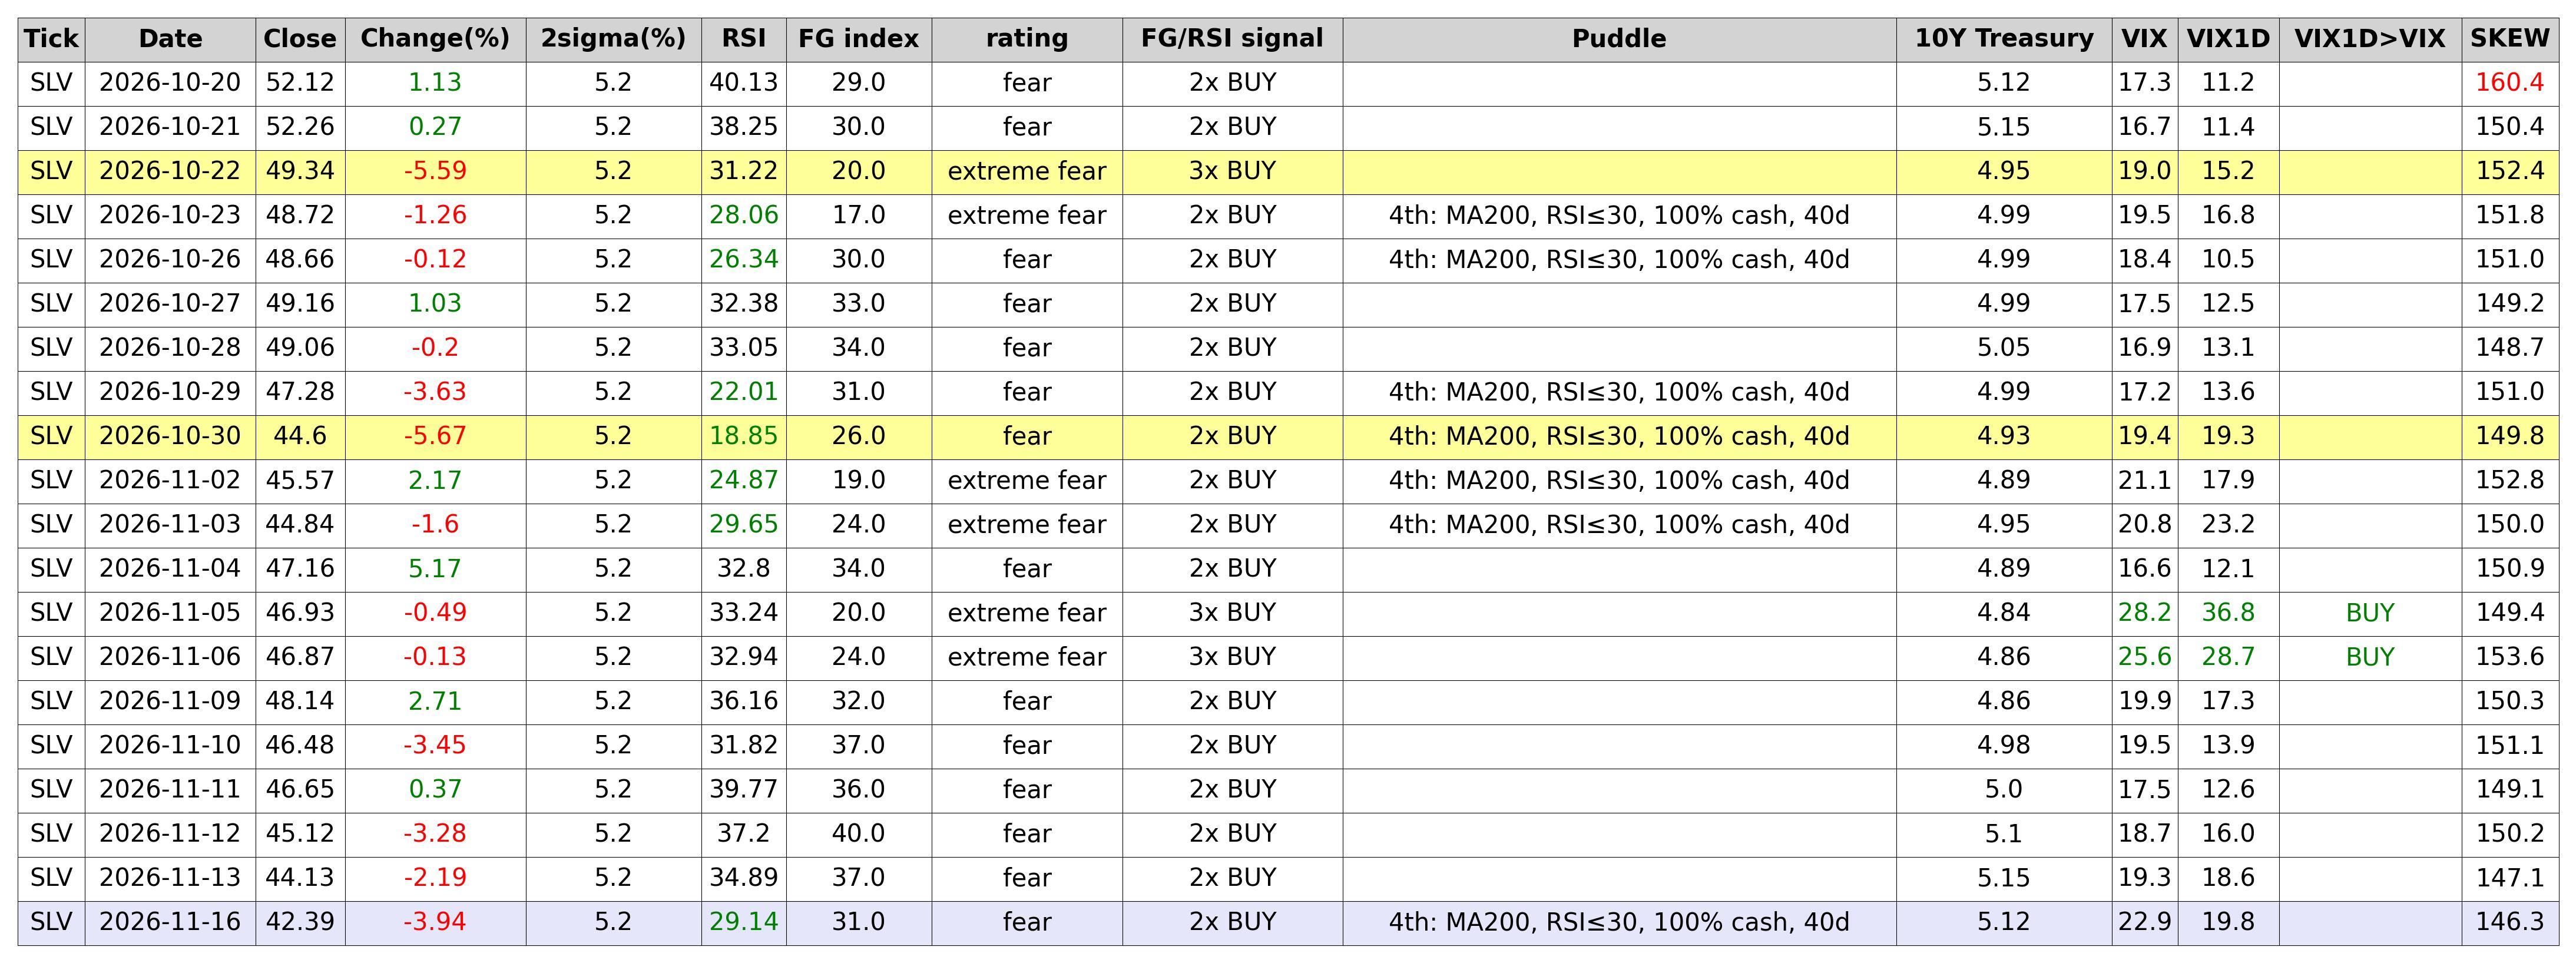 Tick Date Close Change(%) 2sigma(%) RSI FG index rating FG/RSI signal Puddle 10Y Treasury VIX VIX1D VIX1D>VIX SKEW
SLV 2026-10-20 52.12 1.13 5.2 40.13 29.0 fear 2x BUY 5.12 17.3 11.2 160.4
SLV 2026-10-21 52.26 0.27 5.2 38.25 30.0 fear 2x BUY 5.15 16.7 11.4 150.4
SLV 2026-10-22 49.34 -5.59 5.2 31.22 20.0 extreme fear 3x BUY 4.95 19.0 15.2 152.4
SLV 2026-10-23 48.72 -1.26 5.2 28.06 17.0 extreme fear 2x BUY 4th: MA200, RSI≤30, 100% cash, 40d 4.99 19.5 16.8 151.8
SLV 2026-10-26 48.66 -0.12 5.2 26.34 30.0 fear 2x BUY 4th: MA200, RSI≤30, 100% cash, 40d 4.99 18.4 10.5 151.0
SLV 2026-10-27 49.16 1.03 5.2 32.38 33.0 fear 2x BUY 4.99 17.5 12.5 149.2
SLV 2026-10-28 49.06 -0.2 5.2 33.05 34.0 fear 2x BUY 5.05 16.9 13.1 148.7
SLV 2026-10-29 47.28 -3.63 5.2 22.01 31.0 fear 2x BUY 4th: MA200, RSI≤30, 100% cash, 40d 4.99 17.2 13.6 151.0
SLV 2026-10-30 44.6 -5.67 5.2 18.85 26.0 fear 2x BUY 4th: MA200, RSI≤30, 100% cash, 40d 4.93 19.4 19.3 149.8
SLV 2026-11-02 45.57 2.17 5.2 24.87 19.0 extreme fear 2x BUY 4th: MA200, RSI≤30, 100% cash, 40d 4.89 21.1 17.9 152.8
SLV 2026-11-03 44.84 -1.6 5.2 29.65 24.0 extreme fear 2x BUY 4th: MA200, RSI≤30, 100% cash, 40d 4.95 20.8 23.2 150.0
SLV 2026-11-04 47.16 5.17 5.2 32.8 34.0 fear 2x BUY 4.89 16.6 12.1 150.9
SLV 2026-11-05 46.93 -0.49 5.2 33.24 20.0 extreme fear 3x BUY 4.84 28.2 36.8 BUY 149.4
SLV 2026-11-06 46.87 -0.13 5.2 32.94 24.0 extreme fear 3x BUY 4.86 25.6 28.7 BUY 153.6
SLV 2026-11-09 48.14 2.71 5.2 36.16 32.0 fear 2x BUY 4.86 19.9 17.3 150.3
SLV 2026-11-10 46.48 -3.45 5.2 31.82 37.0 fear 2x BUY 4.98 19.5 13.9 151.1
SLV 2026-11-11 46.65 0.37 5.2 39.77 36.0 fear 2x BUY 5.0 17.5 12.6 149.1
SLV 2026-11-12 45.12 -3.28 5.2 37.2 40.0 fear 2x BUY 5.1 18.7 16.0 150.2
SLV 2026-11-13 44.13 -2.19 5.2 34.89 37.0 fear 2x BUY 5.15 19.3 18.6 147.1
SLV 2026-11-16 42.39 -3.94 5.2 29.14 31.0 fear 2x BUY 4th: MA200, RSI≤30, 100% cash, 40d 5.12 22.9 19.8 146.3